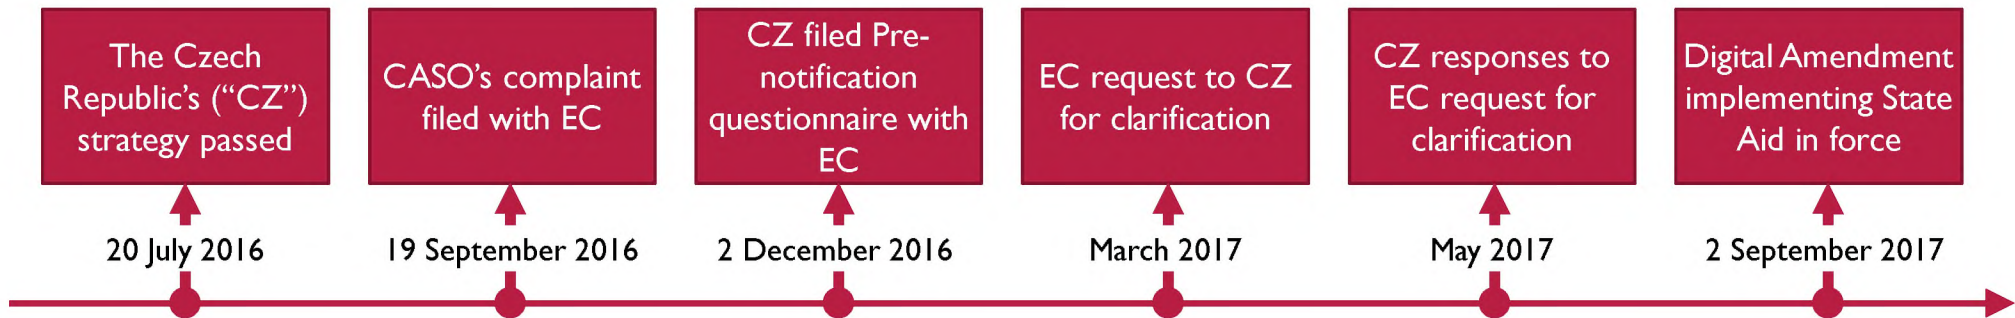 The Czech
Republic's ("CZ")
strategy passed
CASO's complaint
filed with EC
CZ filed Pre-
notification
questionnaire with
EC
EC request to CZ
for clarification
CZ responses to
EC request for
clarification
Digital Amendment
implementing State
Aid in force
20 July 2016
19 September 2016
2 December 2016
March 2017
May 2017
2 September 2017